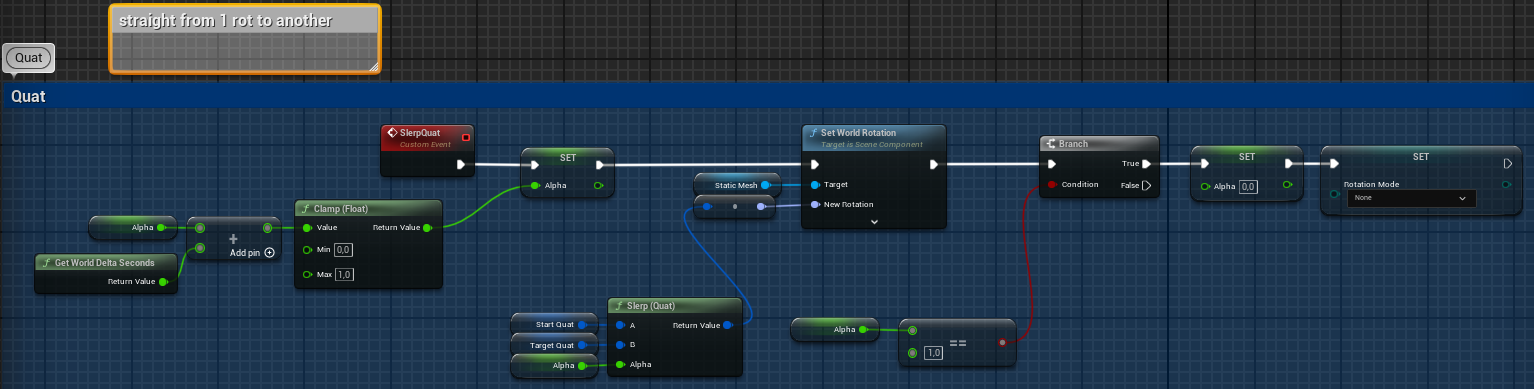 straight from 1 rot to another
Quat
Quat
SlerpQuat
Custom Event
SET
Alpha
Set World Rotation
Target is Scene Component
Target
New Rotation
Static Mesh
Branch
True
Condition
False
SET
Alpha 0,0
SET
Rotation Mode
None
Alpha
Add pin
Get World Delta Seconds
Return Value
Clamp (Float)
Value
Return Value
Min 0,0
Max 1,0
Start Quat
Target Quat
Alpha
Slerp (Quat)
A
Return Value
B
Alpha
Alpha
1,0
==